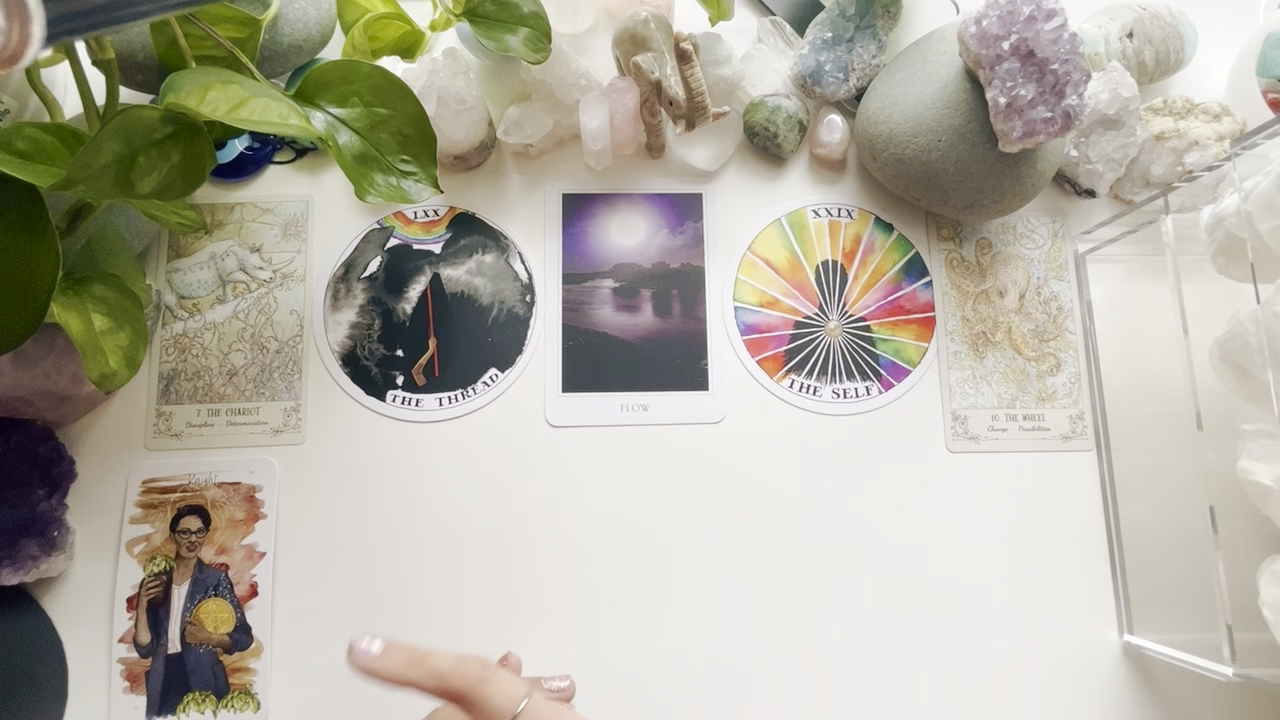 LXX
THE THREAD
FLOW
XXIX
THE SELF
7. THE CHARIOT
Discipline - Determination
10. THE WHEEL
Change - Possibilities
Knight